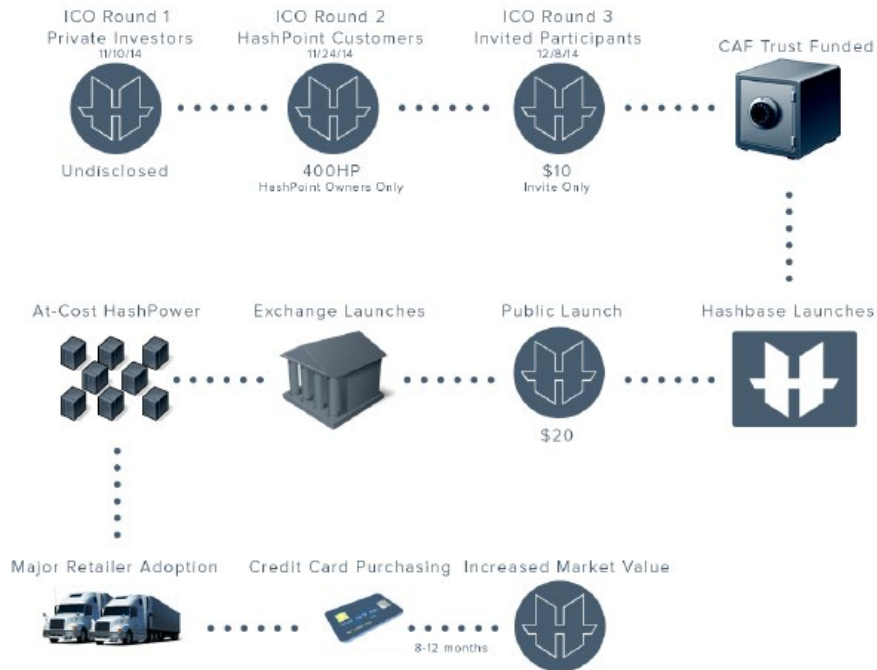 ICO Round 1
Private Investors
11/10/14
Undisclosed
ICO Round 2
HashPoint Customers
11/24/14
400HP
HashPoint Owners Only
ICO Round 3
Invited Participants
12/8/14
$10
Invite Only
CAF Trust Funded
Hashbase Launches
Public Launch
$20
Exchange Launches
At-Cost HashPower
Major Retailer Adoption
Credit Card Purchasing
8-12 months
Increased Market Value